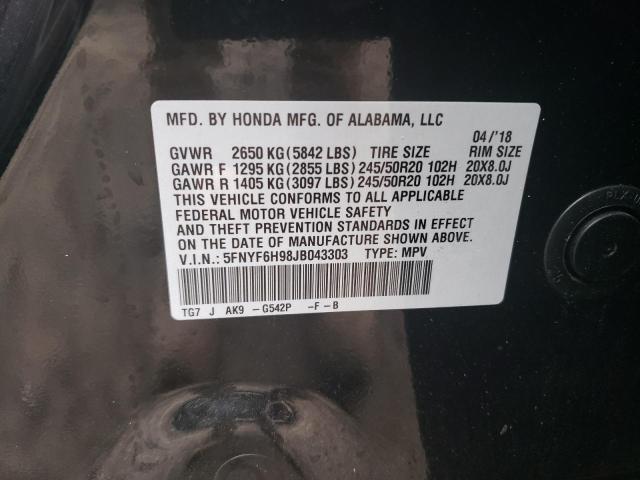 MFD. BY HONDA MFG. OF ALABAMA, LLC
04/'18
GVWR 2650 KG(5842 LBS) TIRE SIZE RIM SIZE
GAWR F 1295 KG(2855 LBS)245/50R20 102H 20X8.0J
GAWR R 1405 KG(3097 LBS)245/50R20 102H 20X8.0J
THIS VEHICLE CONFORMS TO ALL APPLICABLE
FEDERAL MOTOR VEHICLE SAFETY
AND THEFT PREVENTION STANDARDS IN EFFECT
ON THE DATE OF MANUFACTURE SHOWN ABOVE.
V.I.N.: 5FNYF6H98JB043303 TYPE: MPV
TG7 J AK9 -G542P -F-B